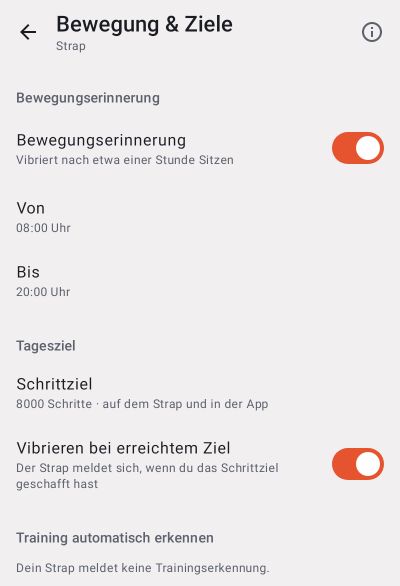 Bewegung & Ziele
Strap
Bewegungserinnerung
Bewegungserinnerung
Vibriert nach etwa einer Stunde Sitzen
Von
08:00 Uhr
Bis
20:00 Uhr
Tagesziel
Schrittziel
8000 Schritte · auf dem Strap und in der App
Vibrieren bei erreichtem Ziel
Der Strap meldet sich, wenn du das Schrittziel
geschafft hast
Training automatisch erkennen
Dein Strap meldet keine Trainingserkennung.